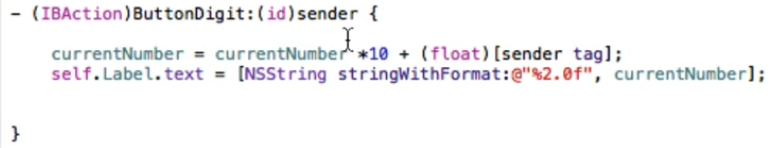 - (IBAction)ButtonDigit:(id)sender {
currentNumber = currentNumber *10 + (float)[sender tag];
self.Label.text = [NSString stringWithFormat:@"%2.0f", currentNumber];
}